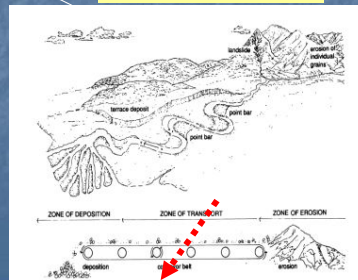 landslide
erosion of
individual
grains
terrace deposit
point bar
point bar
ZONE OF DEPOSITION
ZONE OF TRANSPORT
ZONE OF EROSION
deposition
belt
erosion